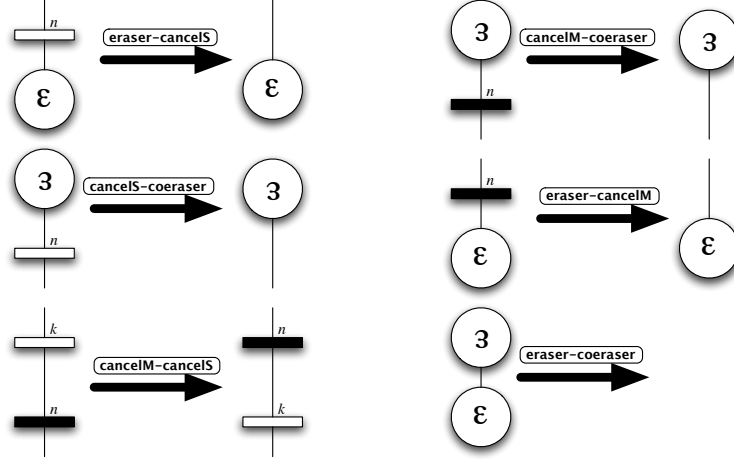 n
eraser-cancelS
ε
ε
з
cancelM-coeraser
з
n
з
cancelS-coeraser
з
n
n
eraser-cancelM
ε
ε
k
n
cancelM-cancelS
n
k
з
eraser-coeraser
ε